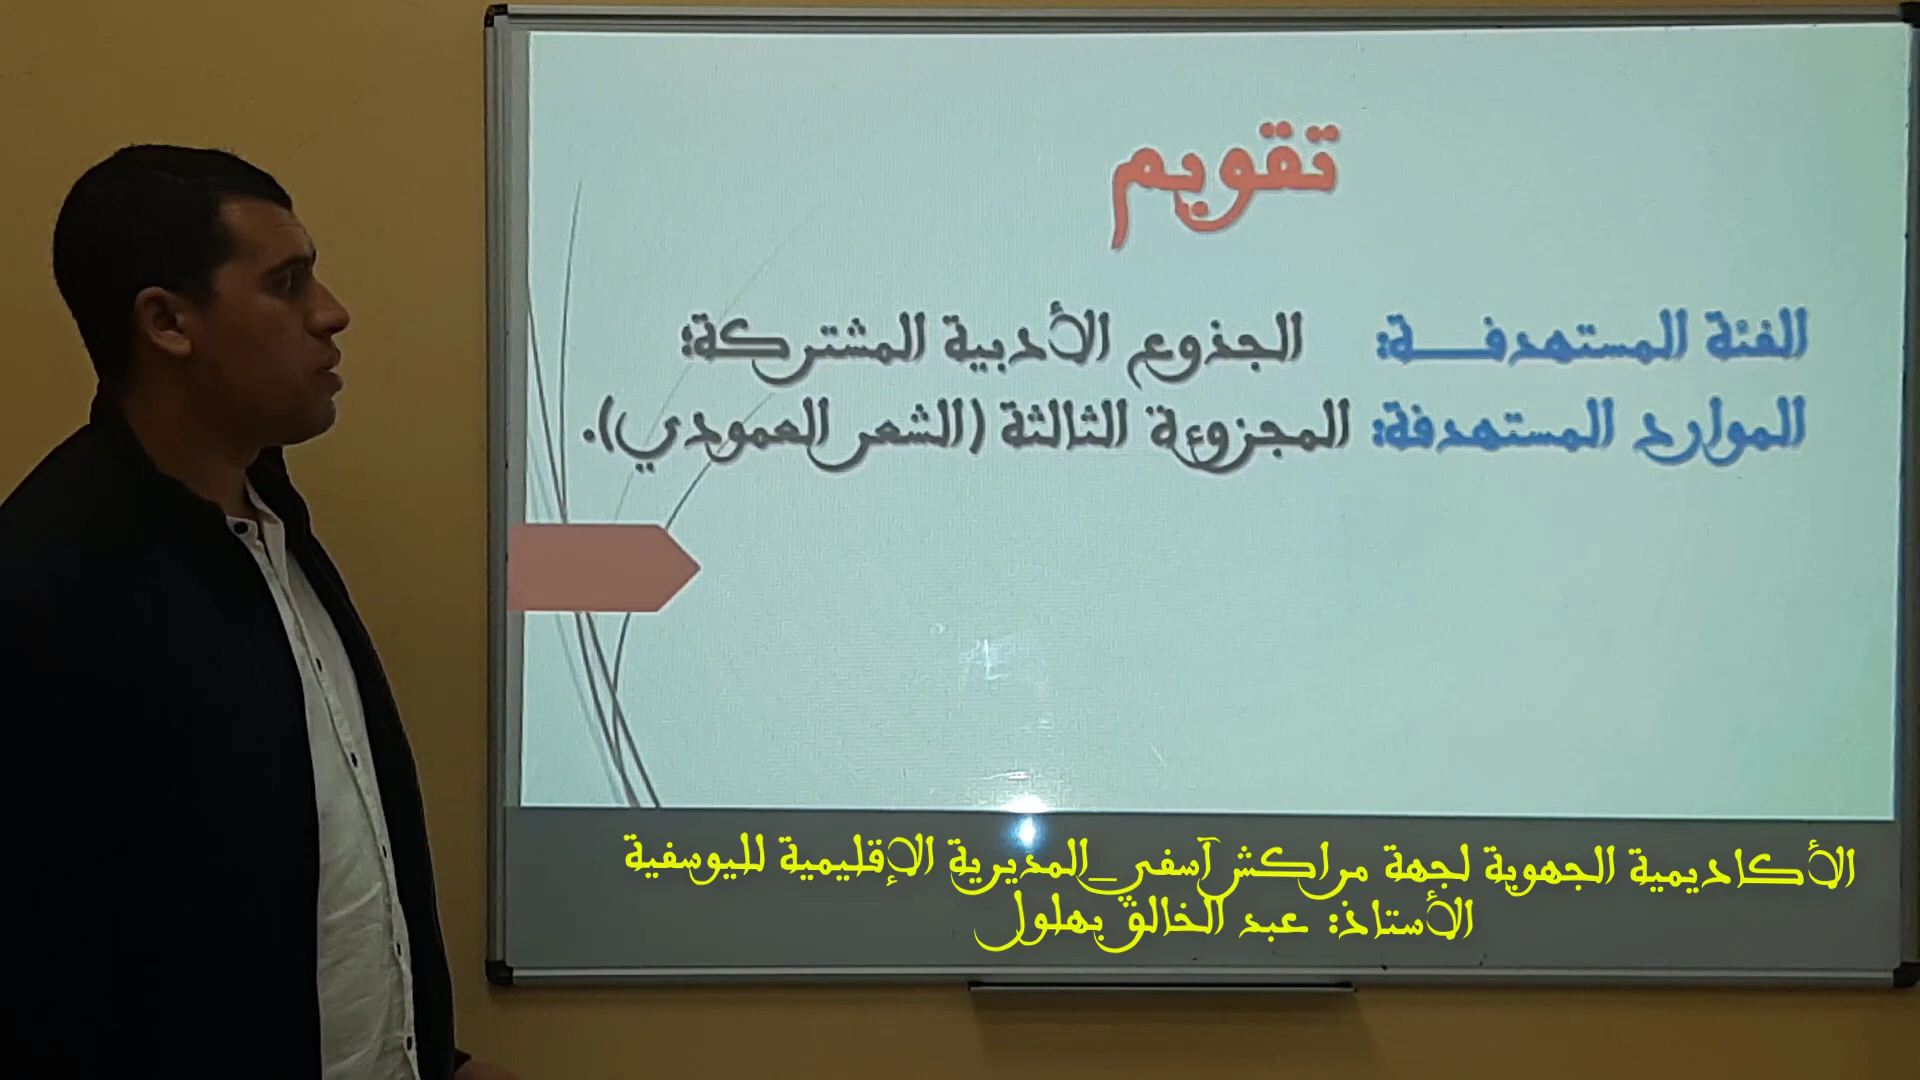 تقويم
الفئة المستهدفـــة: الجذوع الأدبية المشتركة:
الموارد المستهدفة: المجزوءة الثالثة (الشعر العمودي).
الأكاديمية الجهوية لجهة مراكش آسفي_المديرية الإقليمية لليوسفية
الأستاذ: عبد الخالق بهلول